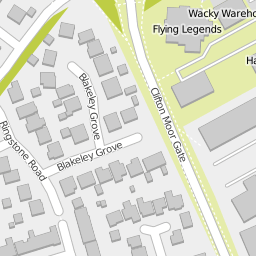 Wacky Wareho
Flying Legends
Ha
Clifton Moor Gate
Blakeley Grove
Blakeley Grove
Ringstone Road